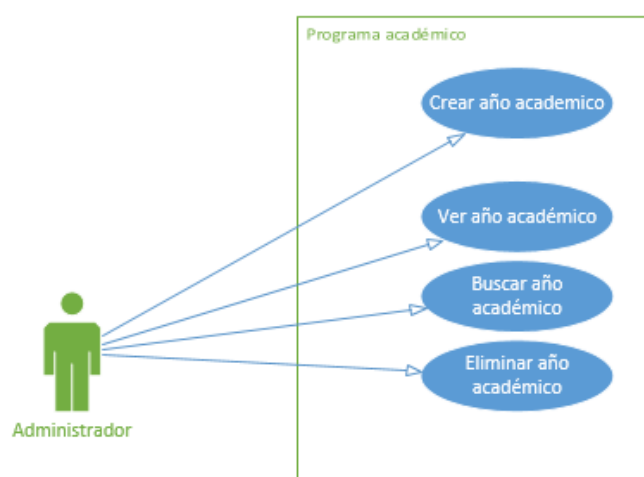 Programa académico
Crear año academico
Ver año académico
Buscar año
académico
Eliminar año
académico
Administrador